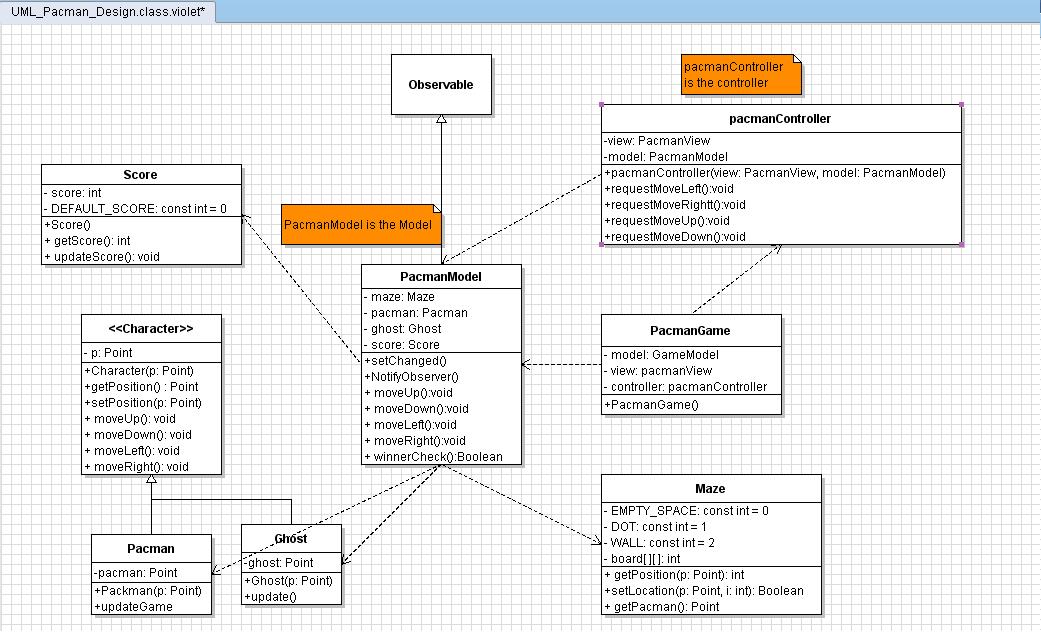 UML_Pacman_Design.class.violet*
Observable
pacmanController
is the controller
pacmanController
-view: PacmanView
-model: PacmanModel
+pacmanController(view: PacmanView, model: PacmanModel)
+requestMoveLeft():void
+requestMoveRightt():void
+requestMoveUp():void
+requestMoveDown():void
Score
- score: int
- DEFAULT_SCORE: const int = 0
+Score()
+ getScore(): int
+ updateScore(): void
PacmanModel is the Model
PacmanModel
- maze: Maze
- pacman: Pacman
- ghost: Ghost
- score: Score
+setChanged()
+NotifyObserver()
+ moveUp():void
+ moveDown():void
+ moveLeft():void
+ moveRight():void
+ winnerCheck():Boolean
<<Character>>
- p: Point
+Character(p: Point)
+getPosition() : Point
+setPosition(p: Point)
+ moveUp(): void
+ moveDown(): void
+ moveLeft(): void
+ moveRight(): void
PacmanGame
- model: GameModel
- view: pacmanView
- controller: pacmanController
+PacmanGame()
Pacman
-pacman: Point
+Packman(p: Point)
+updateGame
Ghost
-ghost: Point
+Ghost(p: Point)
+update()
Maze
- EMPTY_SPACE: const int = 0
- DOT: const int = 1
- WALL: const int = 2
- board[][]: int
+ getPosition(p: Point): int
+setLocation(p: Point, i: int): Boolean
+ getPacman(): Point